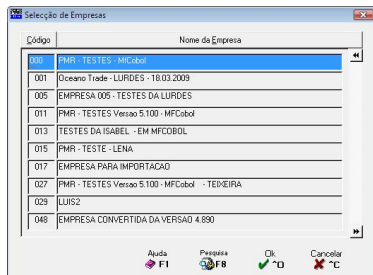 Selecção de Empresas
Código Nome da Empresa
000 PMR - TESTES - MfCobol
001 Oceano Trade - LURDES - 18.03.2009
005 EMPRESA 005 - TESTES DA LURDES
011 PMR - TESTES Versao 5.100 - MFCobol
013 TESTES DA ISABEL - EM MFCOBOL
015 PMR - TESTE - LENA
017 EMPRESA PARA IMPORTACAO
027 PMR - TESTES Versao 5.100 - MFCobol - TEIXEIRA
029 LUIS2
048 EMPRESA CONVERTIDA DA VERSAO 4.890
Ajuda Pesquisa Ok Cancelar
F1 F8 ^O ^C